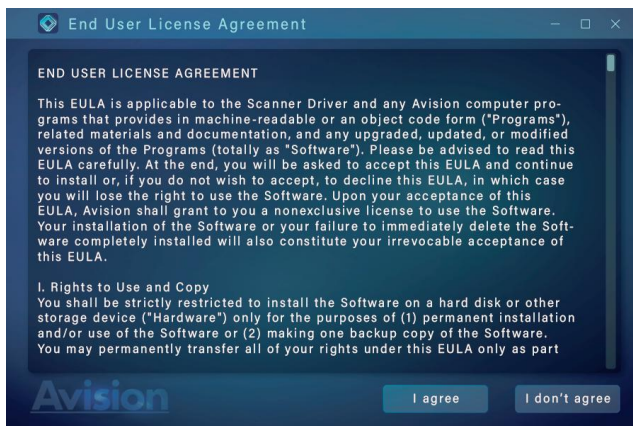 End User License Agreement
END USER LICENSE AGREEMENT
This EULA is applicable to the Scanner Driver and any Avision computer pro-
grams that provides in machine-readable or an object code form ("Programs"),
related materials and documentation, and any upgraded, updated, or modified
versions of the Programs (totally as "Software"). Please be advised to read this
EULA carefully. At the end, you will be asked to accept this EULA and continue
to install or, if you do not wish to accept, to decline this EULA, in which case
you will lose the right to use the Software. Upon your acceptance of this
EULA, Avision shall grant to you a nonexclusive license to use the Software.
Your installation of the Software or your failure to immediately delete the Soft-
ware completely installed will also constitute your irrevocable acceptance of
this EULA.
I. Rights to Use and Copy
You shall be strictly restricted to install the Software on a hard disk or other
storage device ("Hardware") only for the purposes of (1) permanent installation
and/or use of the Software or (2) making one backup copy of the Software.
You may permanently transfer all of your rights under this EULA only as part
Avision
I agree
I don't agree